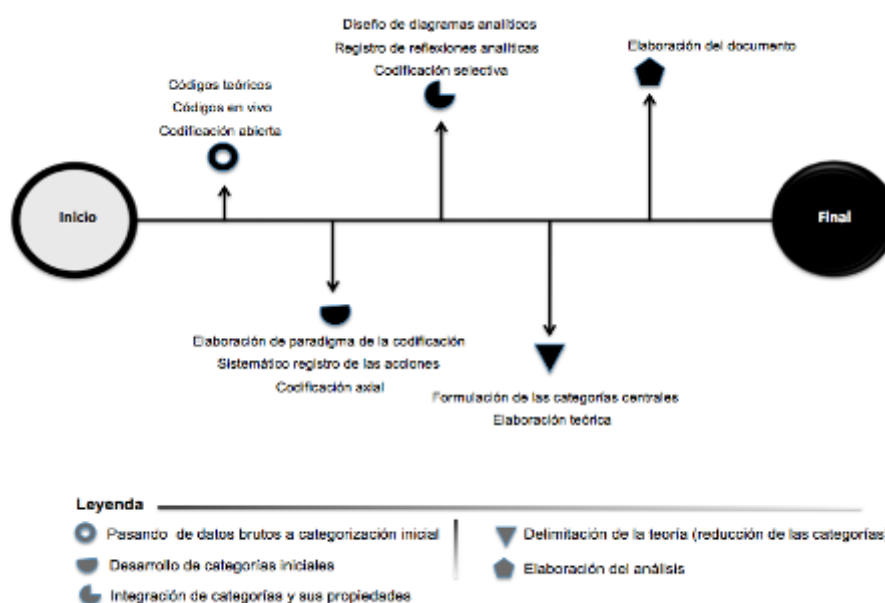 Diseño de diagramas analíticos
Registro de reflexiones analíticas
Codificación selectiva
Elaboración del documento
Códigos teóricos
Códigos en vivo
Codificación abierta
Inicio
Final
Elaboración de paradigma de la codificación
Sistemático registro de las acciones
Codificación axial
Formulación de las categorías centrales
Elaboración teórica
Leyenda
Pasando de datos brutos a categorización inicial
Desarrollo de categorías iniciales
Integración de categorías y sus propiedades
Delimitación de la teoría (reducción de las categorías
Elaboración del análisis